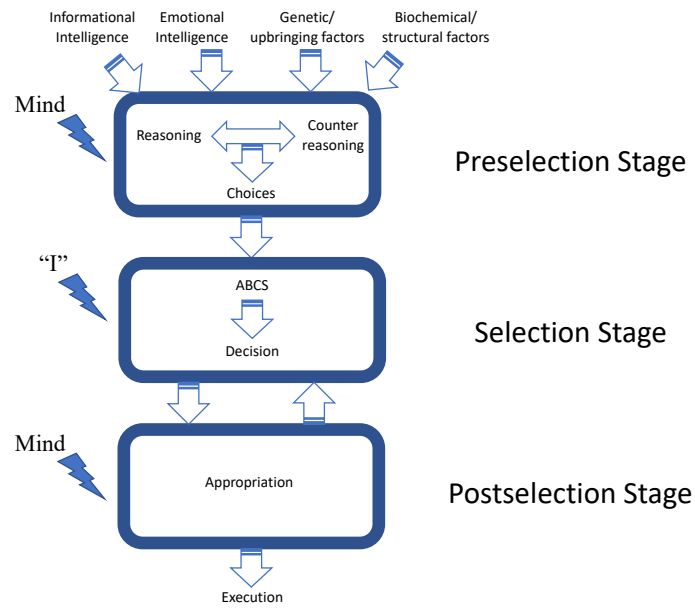 Informational
Intelligence
Emotional
Intelligence
Genetic/
upbringing factors
Biochemical/
structural factors
Mind
Reasoning
Counter
reasoning
Choices
Preselection Stage
“I”
ABCS
Decision
Selection Stage
Mind
Appropriation
Postselection Stage
Execution